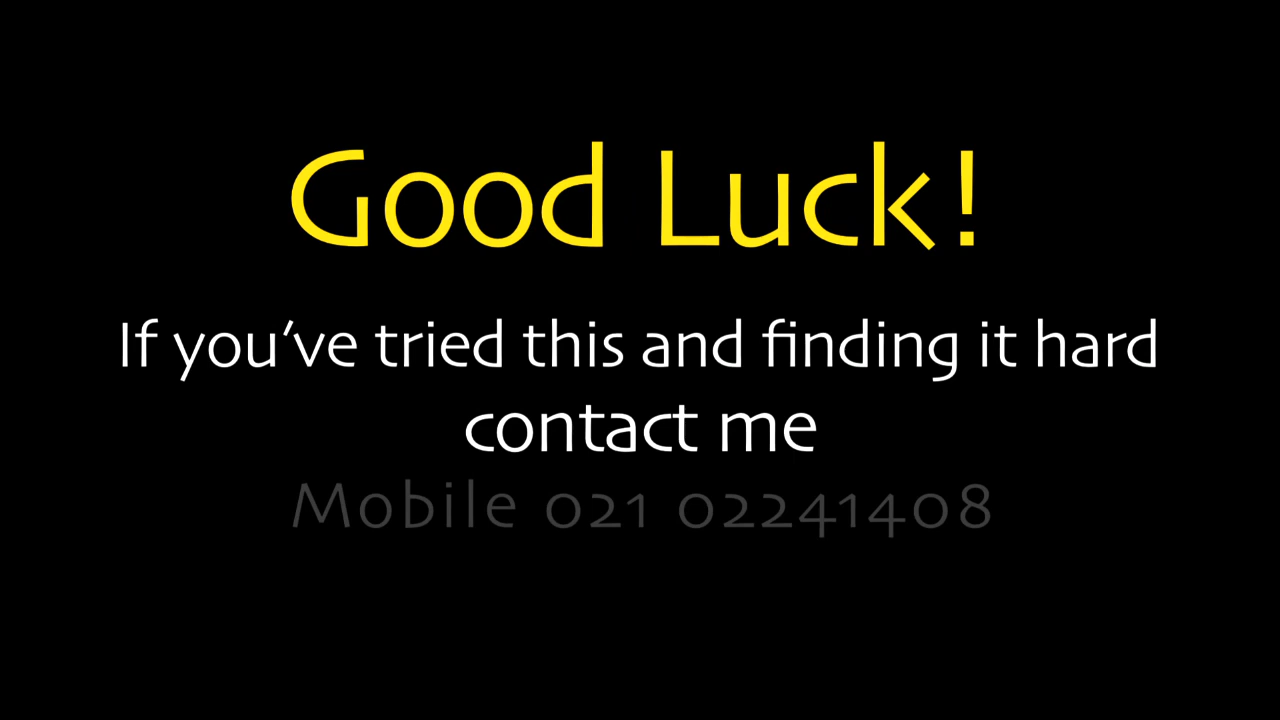 Good Luck!
If you've tried this and finding it hard
contact me
Mobile 021 02241408